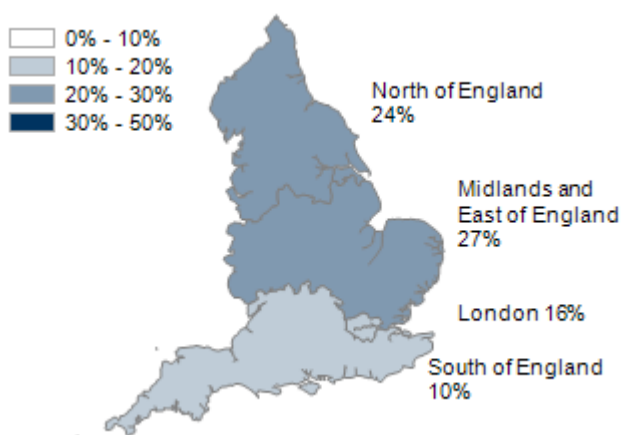 0% - 10%
10% - 20%
20% - 30%
30% - 50%
North of England
24%
Midlands and
East of England
27%
London 16%
South of England
10%